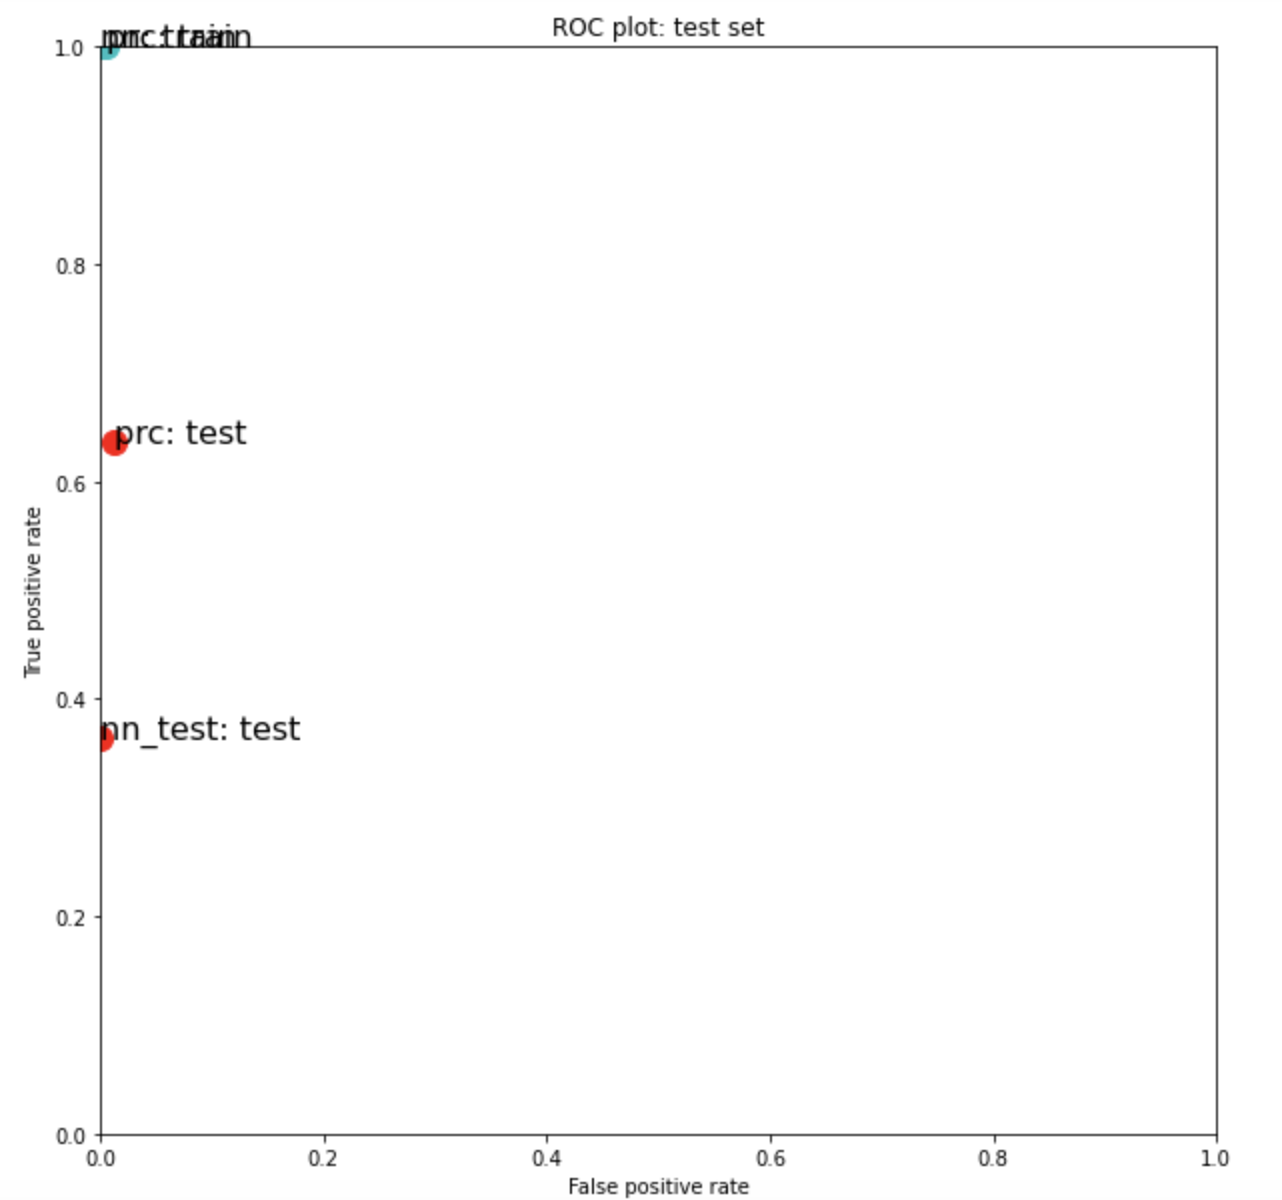 ROC plot: test set
prc: train
1.0
0.8
prc: test
0.6
True positive rate
0.4
nn_test: test
0.2
0.0
0.0 0.2 0.4 0.6 0.8 1.0
False positive rate